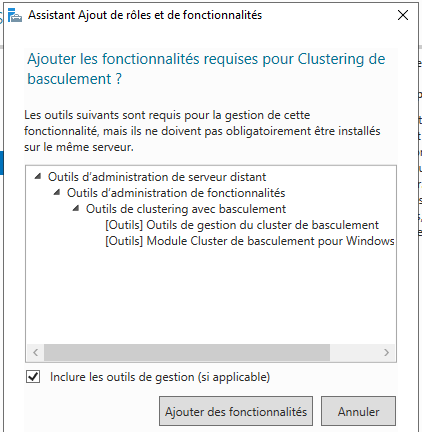 Assistant Ajout de rôles et de fonctionnalités
Ajouter les fonctionnalités requises pour Clustering de
basculement ?
Les outils suivants sont requis pour la gestion de cette
fonctionnalité, mais ils ne doivent pas obligatoirement être installés
sur le même serveur.
Outils d'administration de serveur distant
Outils d'administration de fonctionnalités
Outils de clustering avec basculement
[Outils] Outils de gestion du cluster de basculement
[Outils] Module Cluster de basculement pour Windows
Inclure les outils de gestion (si applicable)
Ajouter des fonctionnalités
Annuler